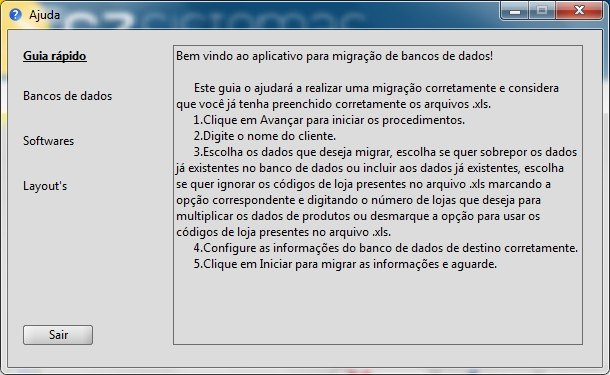 Ajuda
Guia rápido
Bancos de dados
Softwares
Layout's
Sair
Bem vindo ao aplicativo para migração de bancos de dados!
Este guia o ajudará a realizar uma migração corretamente e considera
que você já tenha preenchido corretamente os arquivos .xls.
1.Clique em Avançar para iniciar os procedimentos.
2.Digite o nome do cliente.
3.Escolha os dados que deseja migrar, escolha se quer sobrepor os dados
já existentes no banco de dados ou incluir aos dados já existentes, escolha
se quer ignorar os códigos de loja presentes no arquivo .xls marcando a
opção correspondente e digitando o número de lojas que deseja para
multiplicar os dados de produtos ou desmarque a opção para usar os
códigos de loja presentes no arquivo .xls.
4.Configure as informações do banco de dados de destino corretamente.
5.Clique em Iniciar para migrar as informações e aguarde.